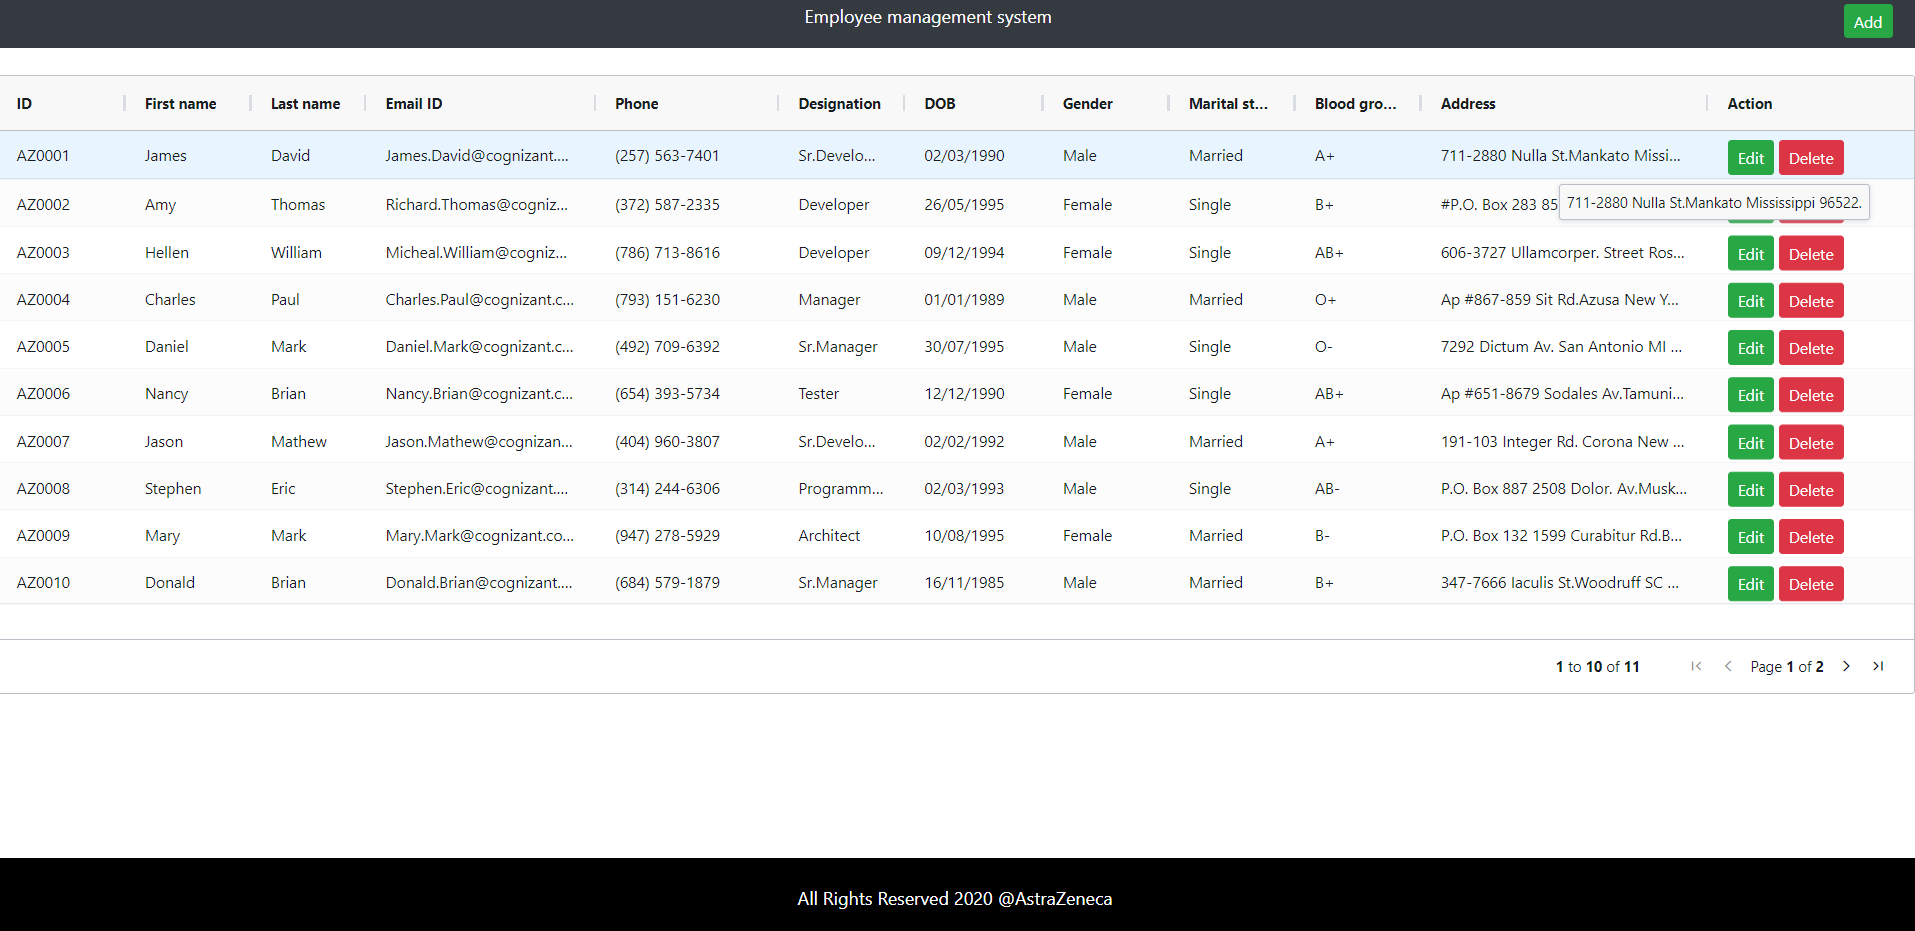 Employee management system
Add
ID First name Last name Email ID Phone Designation DOB Gender Marital st... Blood gro... Address Action
AZ0001 James David James.David@cognizant.... (257) 563-7401 Sr.Develo... 02/03/1990 Male Married A+ 711-2880 Nulla St.Mankato Missi... Edit Delete
AZ0002 Amy Thomas Richard.Thomas@cogniz... (372) 587-2335 Developer 26/05/1995 Female Single B+ #P.O. Box 283 85
711-2880 Nulla St.Mankato Mississippi 96522.
AZ0003 Hellen William Micheal.William@cogniz... (786) 713-8616 Developer 09/12/1994 Female Single AB+ 606-3727 Ullamcorper. Street Ros... Edit Delete
AZ0004 Charles Paul Charles.Paul@cognizant.c... (793) 151-6230 Manager 01/01/1989 Male Married O+ Ap #867-859 Sit Rd.Azusa New Y... Edit Delete
AZ0005 Daniel Mark Daniel.Mark@cognizant.c... (492) 709-6392 Sr.Manager 30/07/1995 Male Single O- 7292 Dictum Av. San Antonio MI ... Edit Delete
AZ0006 Nancy Brian Nancy.Brian@cognizant.c... (654) 393-5734 Tester 12/12/1990 Female Single AB+ Ap #651-8679 Sodales Av.Tamuni... Edit Delete
AZ0007 Jason Mathew Jason.Mathew@cognizan... (404) 960-3807 Sr.Develo... 02/02/1992 Male Married A+ 191-103 Integer Rd. Corona New ... Edit Delete
AZ0008 Stephen Eric Stephen.Eric@cognizant.... (314) 244-6306 Programm... 02/03/1993 Male Single AB- P.O. Box 887 2508 Dolor. Av.Musk... Edit Delete
AZ0009 Mary Mark Mary.Mark@cognizant.co... (947) 278-5929 Architect 10/08/1995 Female Married B- P.O. Box 132 1599 Curabitur Rd.B... Edit Delete
AZ0010 Donald Brian Donald.Brian@cognizant.... (684) 579-1879 Sr.Manager 16/11/1985 Male Married B+ 347-7666 Iaculis St.Woodruff SC ... Edit Delete
1 to 10 of 11 Page 1 of 2
All Rights Reserved 2020 @AstraZeneca